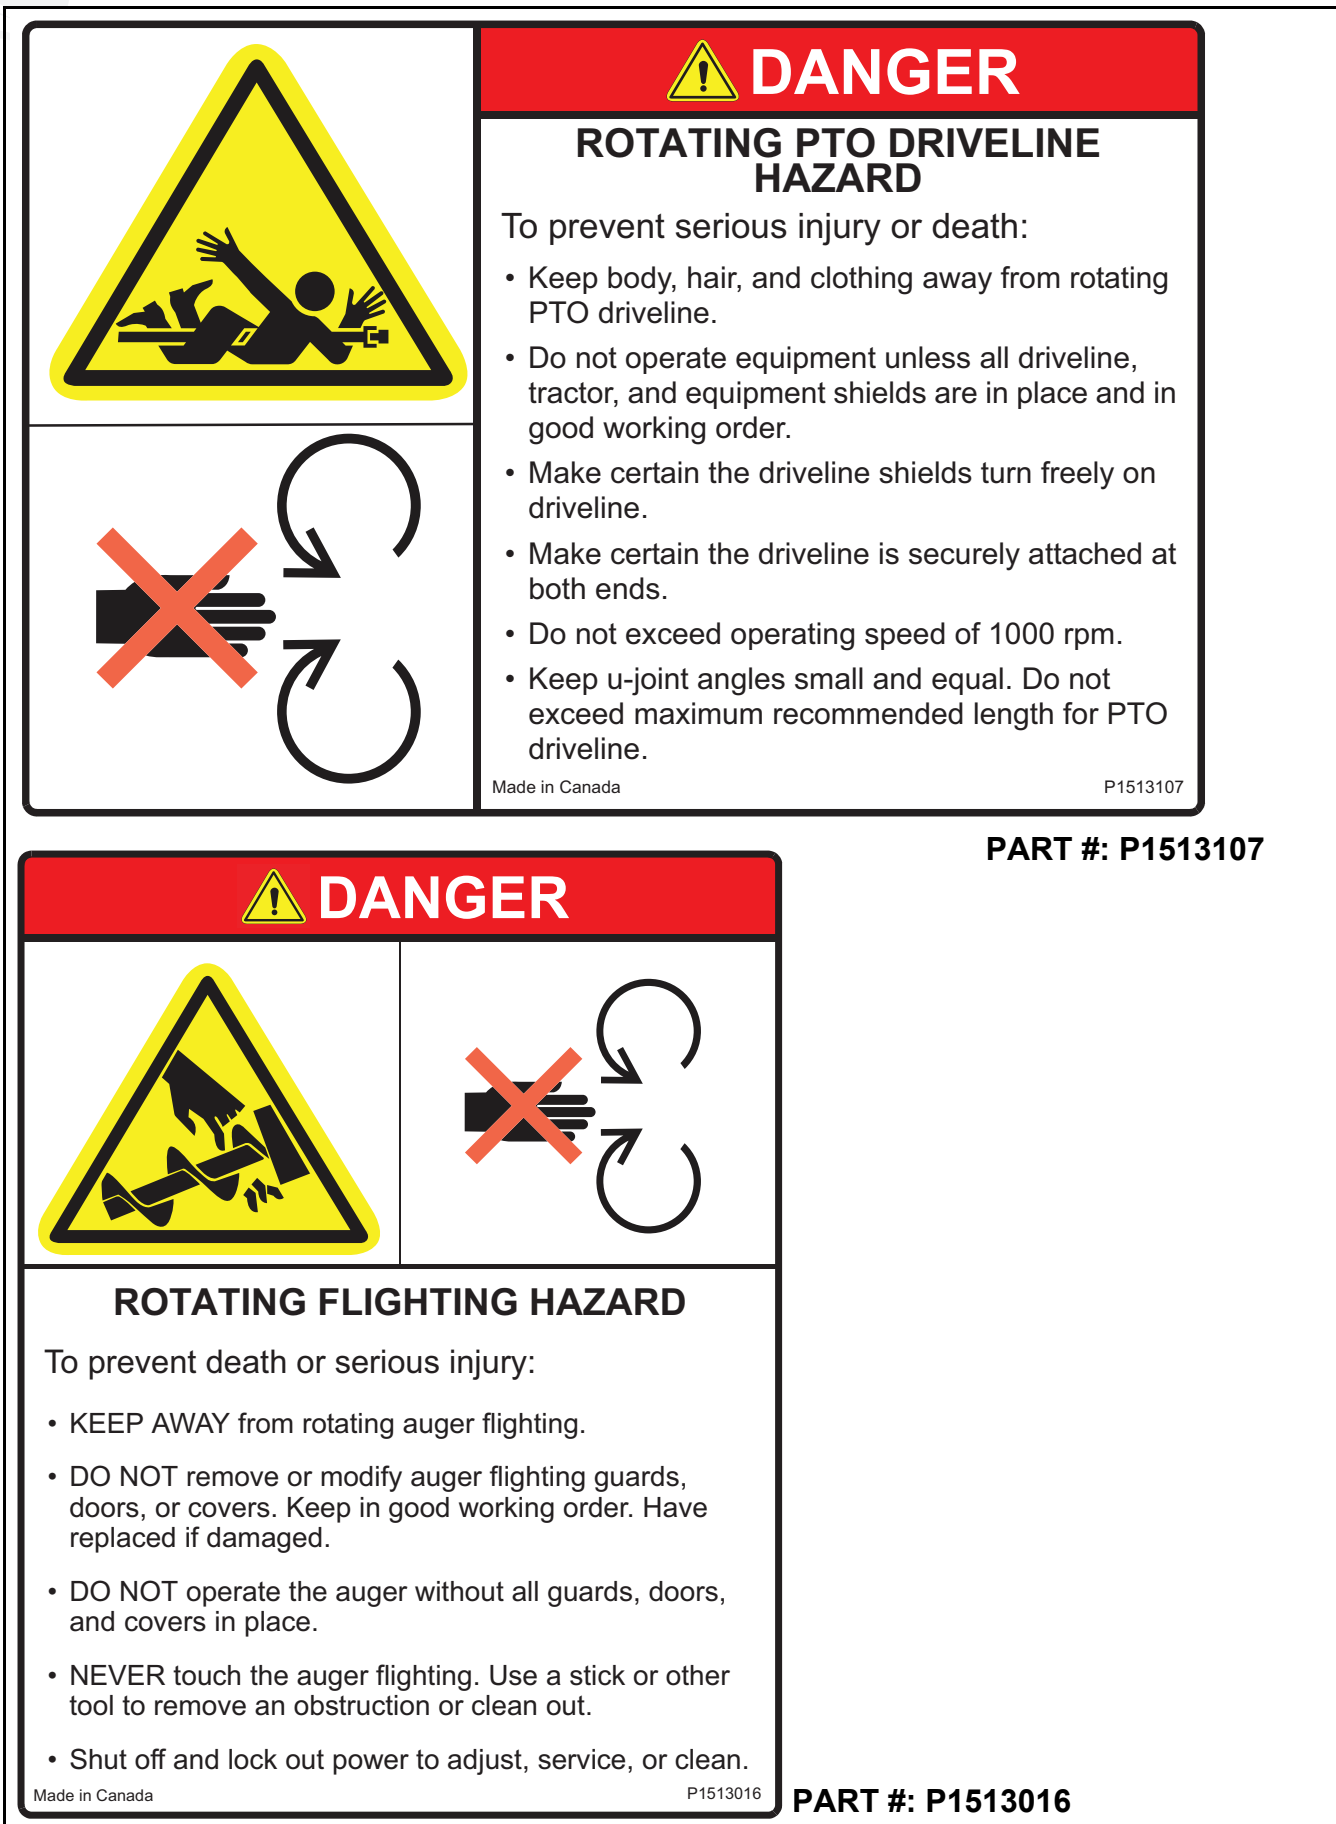 DANGER
ROTATING PTO DRIVELINE
HAZARD
To prevent serious injury or death:
• Keep body, hair, and clothing away from rotating
PTO driveline.
• Do not operate equipment unless all driveline,
tractor, and equipment shields are in place and in
good working order.
• Make certain the driveline shields turn freely on
driveline.
• Make certain the driveline is securely attached at
both ends.
• Do not exceed operating speed of 1000 rpm.
• Keep u-joint angles small and equal. Do not
exceed maximum recommended length for PTO
driveline.
Made in Canada P1513107
PART #: P1513107
DANGER
ROTATING FLIGHTING HAZARD
To prevent death or serious injury:
• KEEP AWAY from rotating auger flighting.
• DO NOT remove or modify auger flighting guards,
doors, or covers. Keep in good working order. Have
replaced if damaged.
• DO NOT operate the auger without all guards, doors,
and covers in place.
• NEVER touch the auger flighting. Use a stick or other
tool to remove an obstruction or clean out.
• Shut off and lock out power to adjust, service, or clean.
Made in Canada P1513016
PART #: P1513016